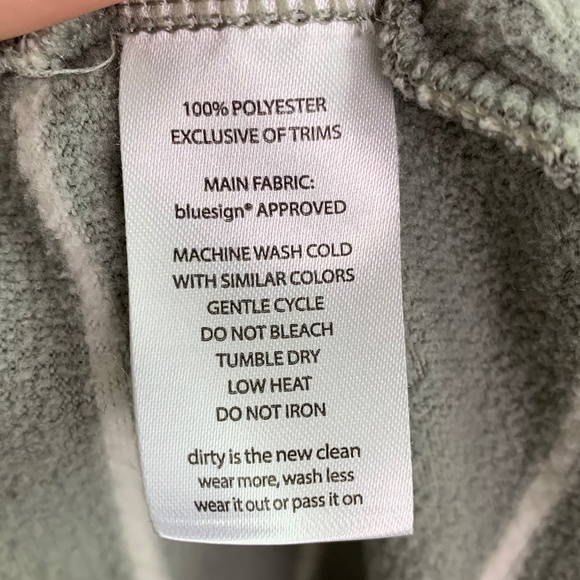 100% POLYESTER
EXCLUSIVE OF TRIMS
MAIN FABRIC:
bluesign® APPROVED
MACHINE WASH COLD
WITH SIMILAR COLORS
GENTLE CYCLE
DO NOT BLEACH
TUMBLE DRY
LOW HEAT
DO NOT IRON
dirty is the new clean
wear more, wash less
wear it out or pass it on